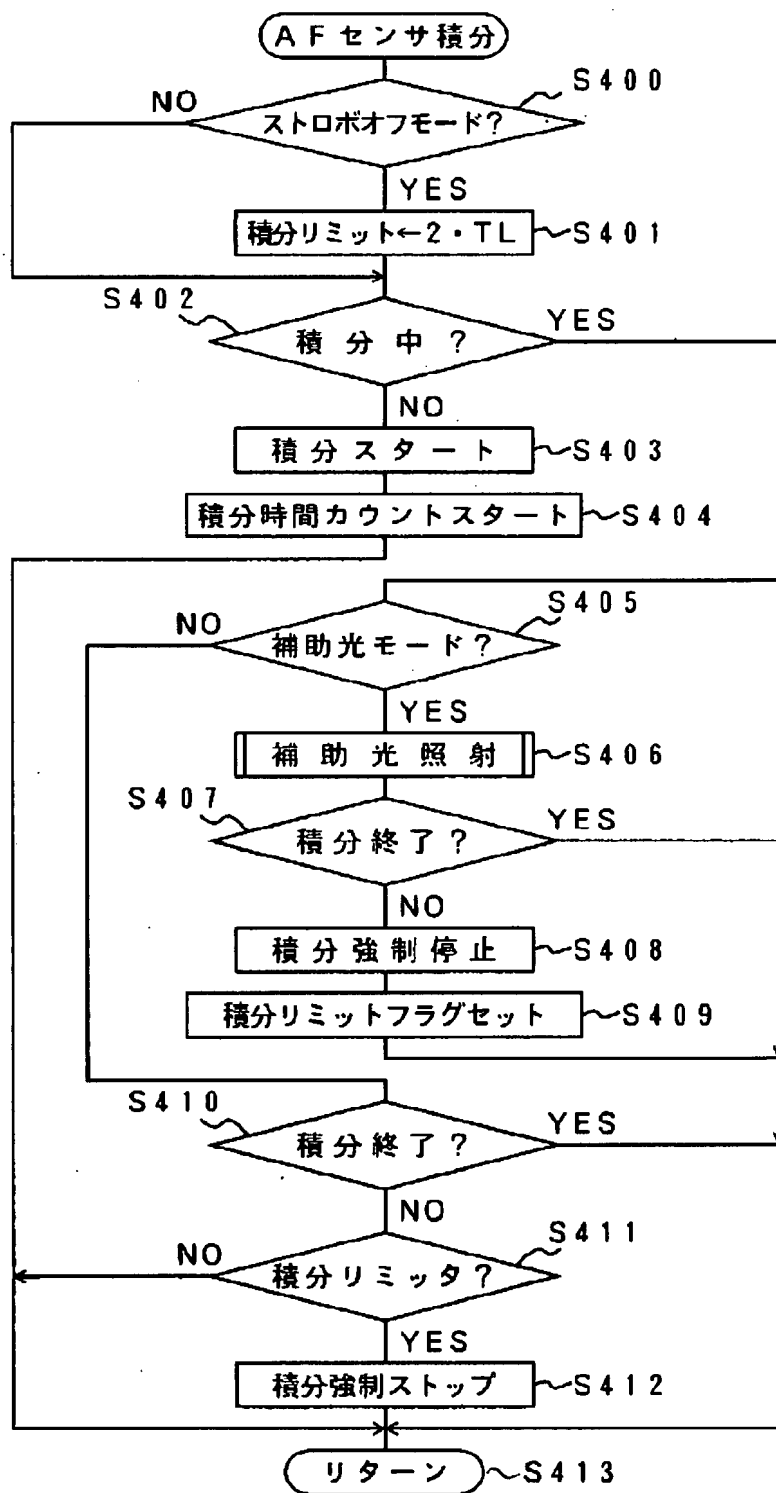 AFセンサ積分
S400
NO
ストロボオフモード?
YES
積分リミット←2・TL
S401
S402
YES
積分中?
NO
積分スタート
S403
積分時間カウントスタート
S404
S405
NO
補助光モード?
YES
補助光照射
S406
S407
YES
積分終了?
NO
積分強制停止
S408
積分リミットフラグセット
S409
S410
YES
積分終了?
NO
S411
NO
積分リミッタ?
YES
積分強制ストップ
S412
リターン
S413